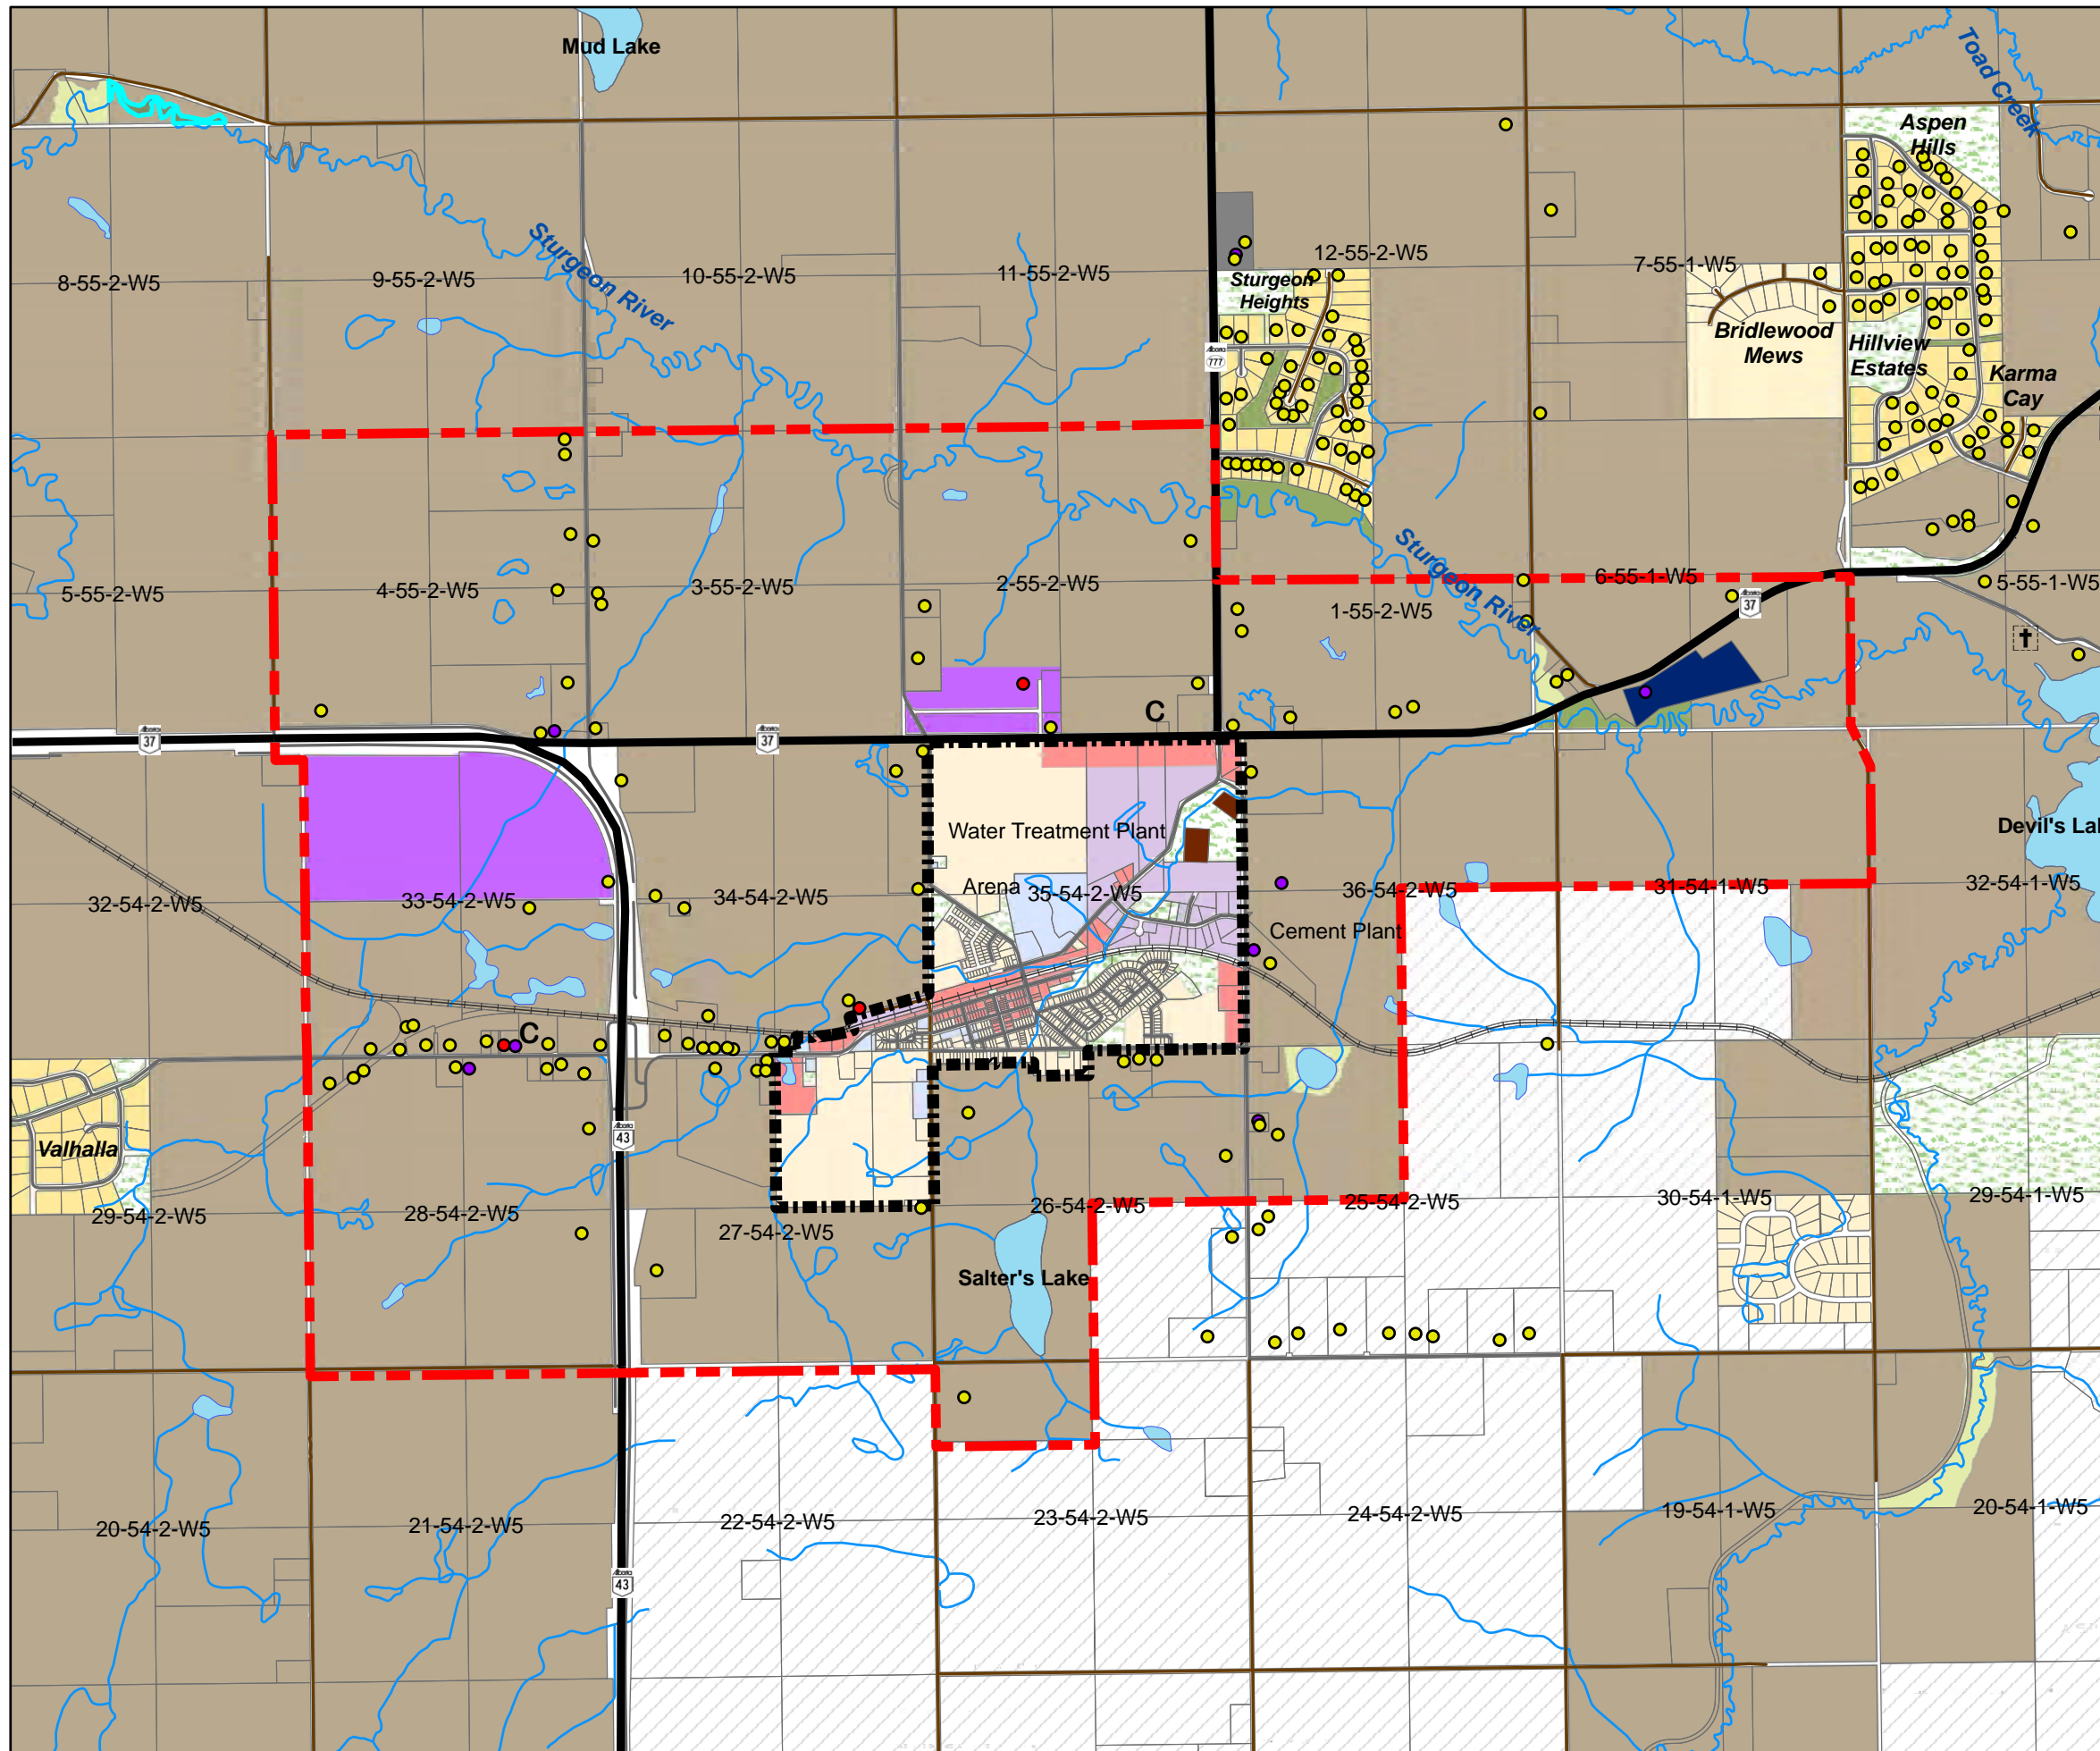 Mud Lake
Toad Creek
Aspen
Hills
Sturgeon River
8-55-2-W5
9-55-2-W5
10-55-2-W5
11-55-2-W5
12-55-2-W5
7-55-1-W5
Sturgeon
Heights
Bridlewood
Mews
Hillview
Estates
Karma
Cay
Alberta
777
Sturgeon River
5-55-2-W5
4-55-2-W5
3-55-2-W5
2-55-2-W5
1-55-2-W5
6-55-1-W5
5-55-1-W5
Alberta
37
C
Alberta
37
Alberta
37
Water Treatment Plant
Devil's Lak
Arena
32-54-2-W5
33-54-2-W5
34-54-2-W5
35-54-2-W5
36-54-2-W5
31-54-1-W5
32-54-1-W5
Cement Plant
C
Alberta
43
Valhalla
29-54-2-W5
28-54-2-W5
27-54-2-W5
26-54-2-W5
25-54-2-W5
30-54-1-W5
29-54-1-W5
Salter's Lake
20-54-2-W5
21-54-2-W5
22-54-2-W5
23-54-2-W5
24-54-2-W5
19-54-1-W5
20-54-1-W5
Alberta
43